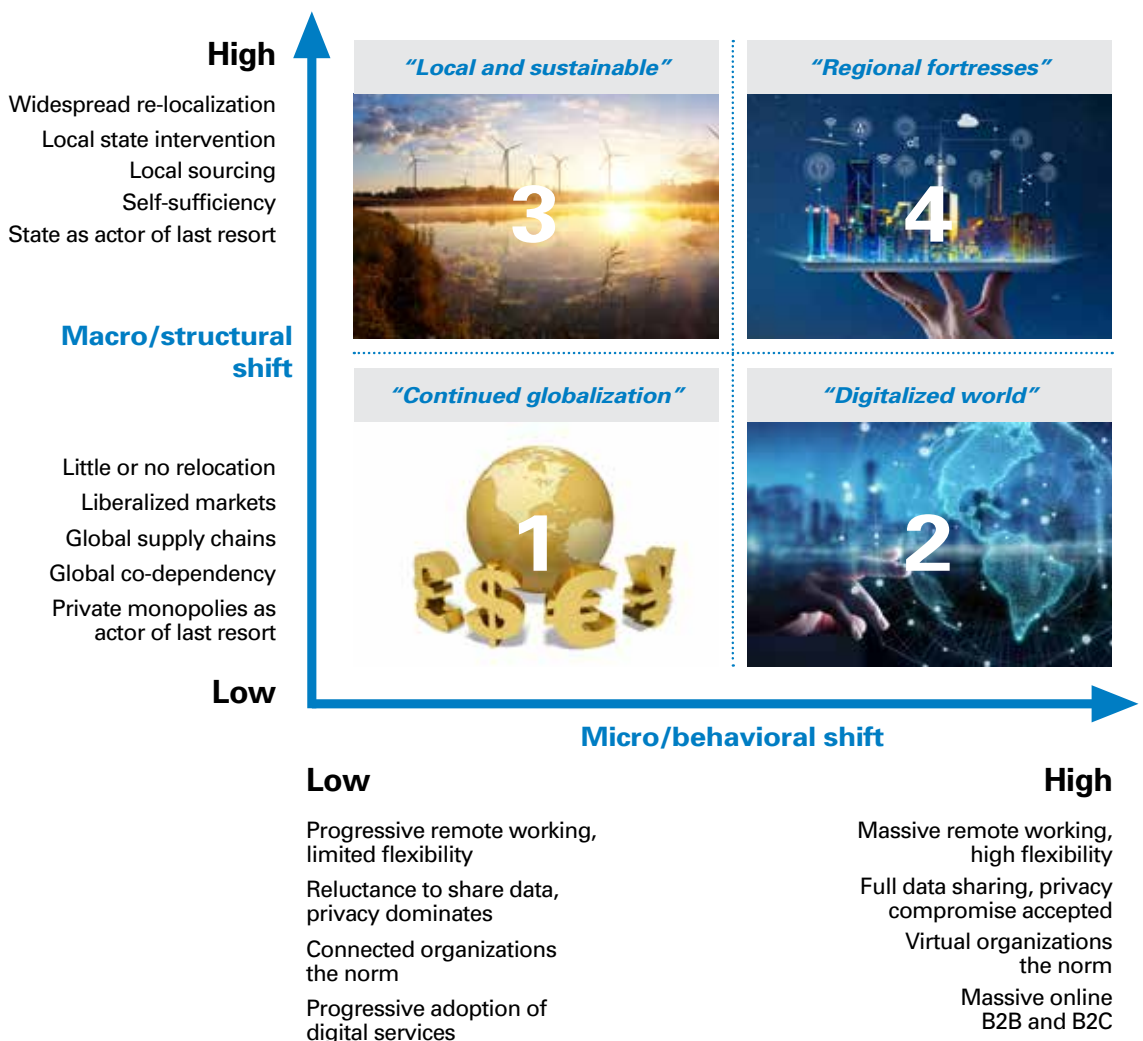 High
Widespread re-localization
Local state intervention
Local sourcing
Self-sufficiency
State as actor of last resort
Macro/structural
shift
Little or no relocation
Liberalized markets
Global supply chains
Global co-dependency
Private monopolies as
actor of last resort
Low
“Local and sustainable”
3
“Regional fortresses”
4
“Continued globalization”
1
“Digitalized world”
2
Micro/behavioral shift
Low
Progressive remote working,
limited flexibility
Reluctance to share data,
privacy dominates
Connected organizations
the norm
Progressive adoption of
digital services
High
Massive remote working,
high flexibility
Full data sharing, privacy
compromise accepted
Virtual organizations
the norm
Massive online
B2B and B2C